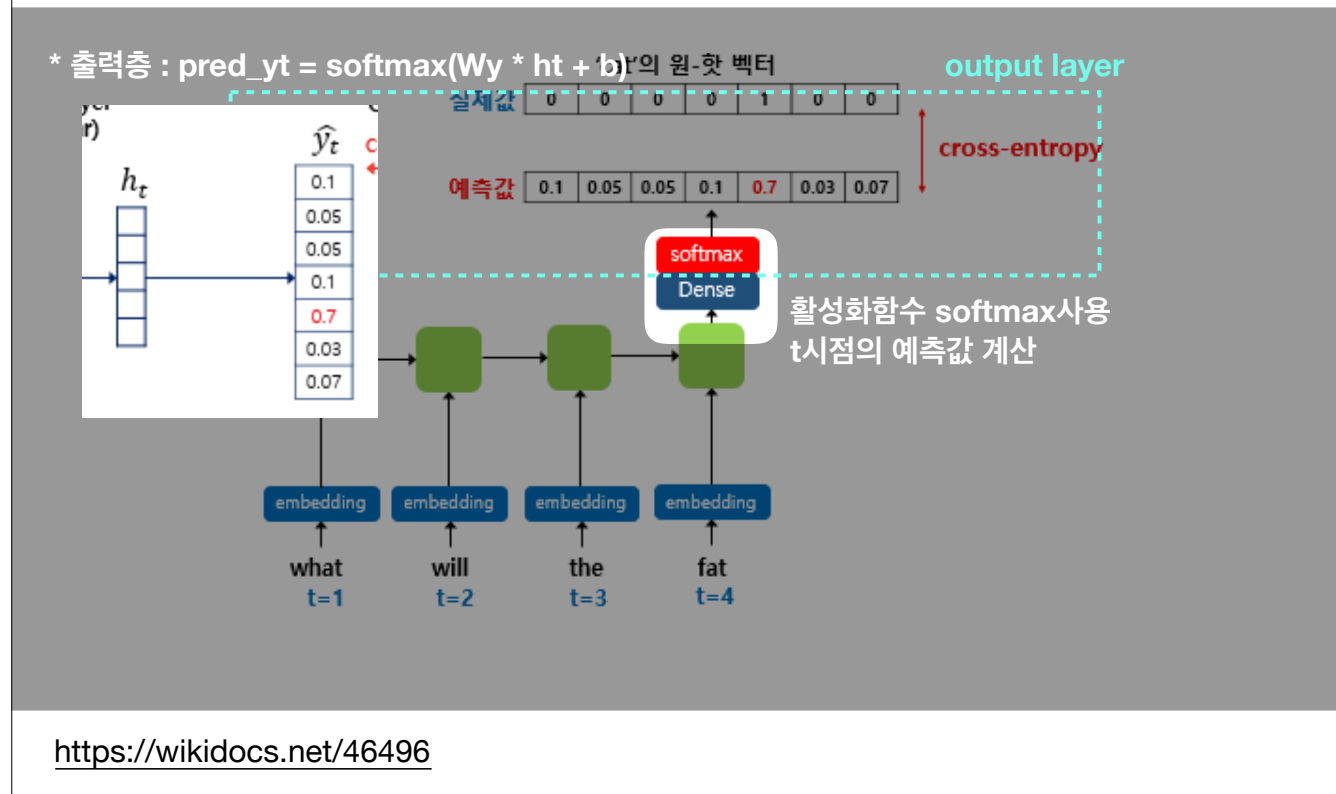 * 출력층 : pred_yt = softmax(Wy * ht + b)
'의 원-핫 벡터
output layer
실제값 0 0 0 0 1 0 0
cross-entropy
예측값 0.1 0.05 0.05 0.1 0.7 0.03 0.07
r)
h_t
ŷ_t
0.1
0.05
0.05
0.1
0.7
0.03
0.07
softmax
Dense
활성화함수 softmax사용
t시점의 예측값 계산
embedding embedding embedding embedding
what will the fat
t=1 t=2 t=3 t=4
https://wikidocs.net/46496